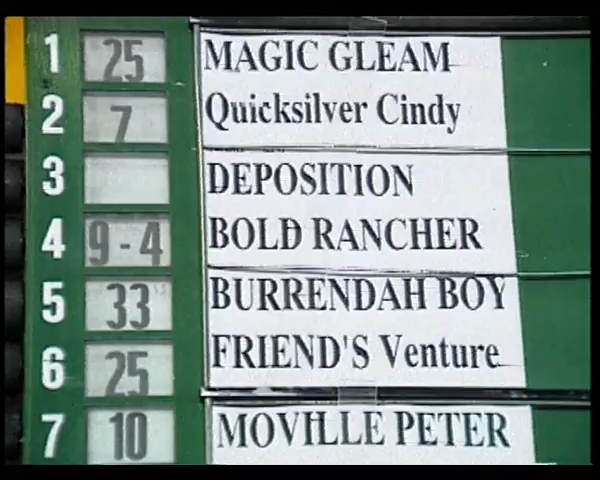 1 25 MAGIC GLEAM
2 7 Quicksilver Cindy
3 DEPOSITION
4 9-4 BOLD RANCHER
5 33 BURRENDAH BOY
6 25 FRIEND'S Venture
7 10 MOVILLE PETER